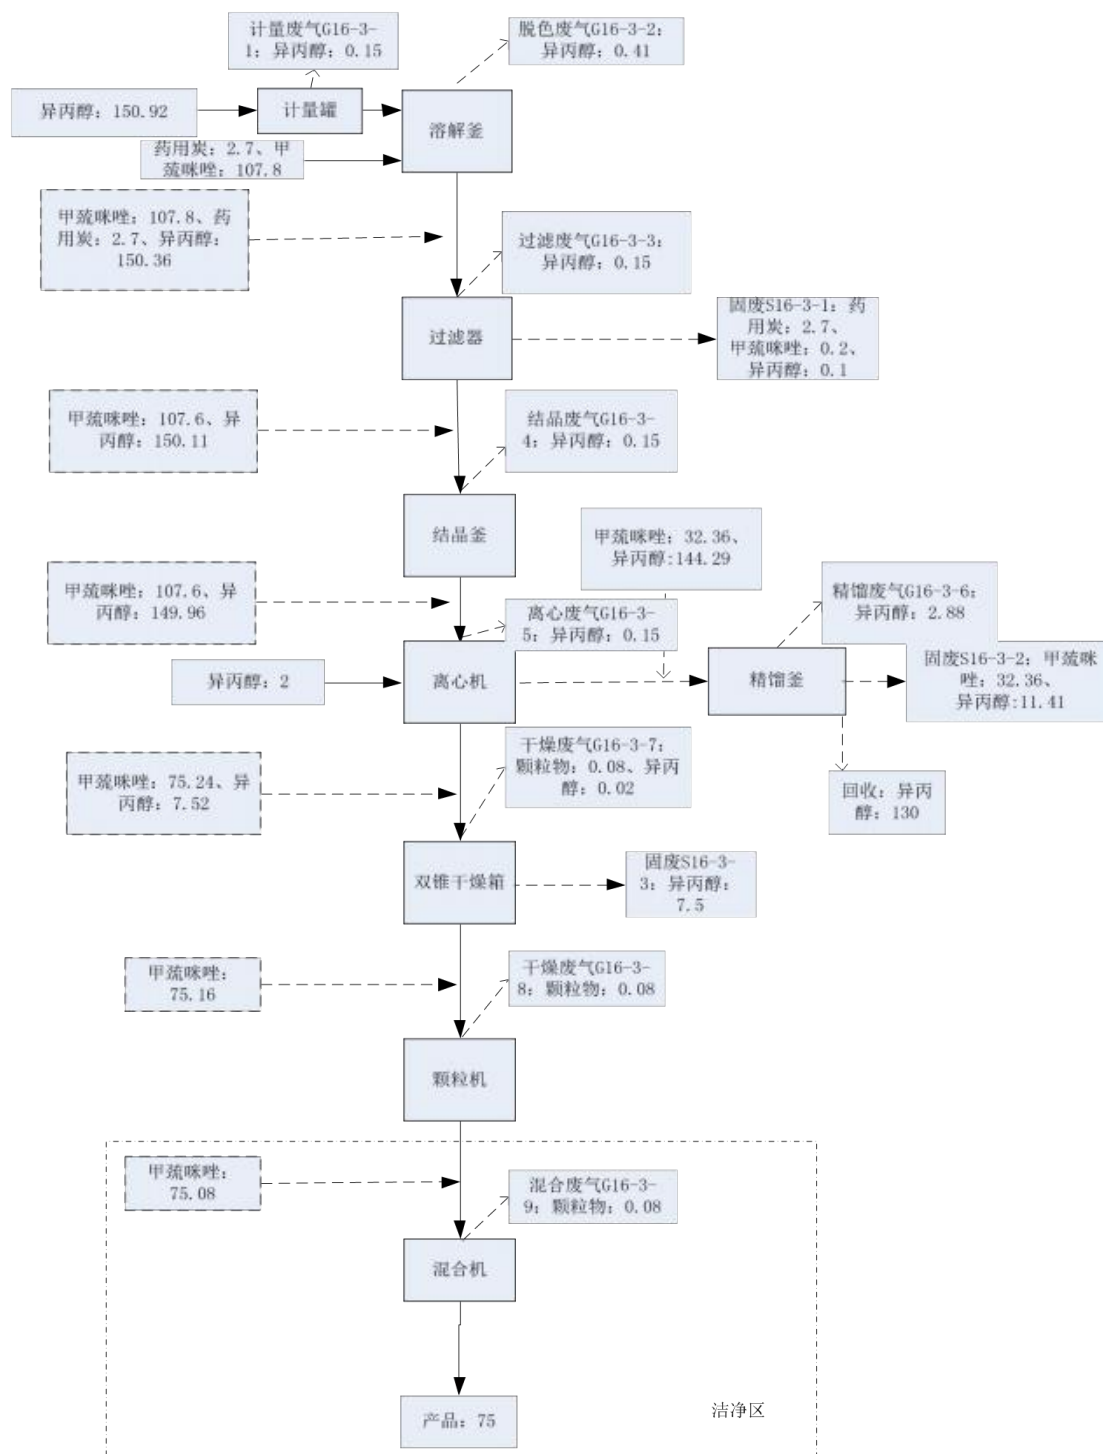 计量废气G16-3-
1：异丙醇：0.15
脱色废气G16-3-2：
异丙醇：0.41
异丙醇：150.92
计量罐
溶解釜
药用炭：2.7、甲
巯咪唑：107.8
甲巯咪唑：107.8、药
用炭：2.7、异丙醇：
150.36
过滤废气G16-3-3：
异丙醇：0.15
过滤器
固废S16-3-1：药
用炭：2.7、
甲巯咪唑：0.2、
异丙醇：0.1
甲巯咪唑：107.6、异
丙醇：150.11
结晶废气G16-3-
4：异丙醇：0.15
结晶釜
甲巯咪唑：32.36、
异丙醇:144.29
甲巯咪唑：107.6、异
丙醇：149.96
离心废气G16-3-
5：异丙醇：0.15
精馏废气G16-3-6：
异丙醇：2.88
异丙醇：2
离心机
精馏釜
固废S16-3-2：甲巯咪
唑：32.36、
异丙醇:11.41
甲巯咪唑：75.24、异
丙醇：7.52
干燥废气G16-3-7：
颗粒物：0.08、异丙
醇：0.02
回收：异丙
醇：130
双锥干燥箱
固废S16-3-
3：异丙醇：
7.5
甲巯咪唑：
75.16
干燥废气G16-3-
8：颗粒物：0.08
颗粒机
甲巯咪唑：
75.08
混合废气G16-3-
9：颗粒物：0.08
混合机
产品：75
洁净区